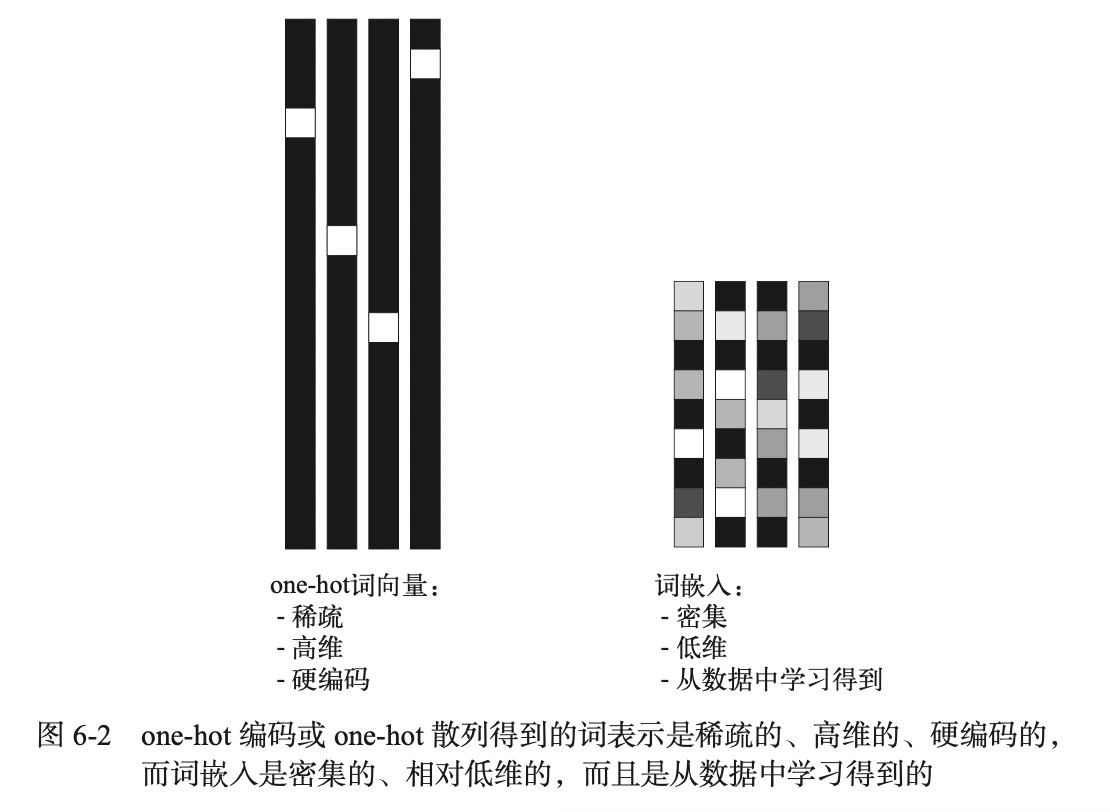 one-hot词向量：
- 稀疏
- 高维
- 硬编码
词嵌入：
- 密集
- 低维
- 从数据中学习得到
图 6-2 one-hot 编码或 one-hot 散列得到的词表示是稀疏的、高维的、硬编码的，
而词嵌入是密集的、相对低维的，而且是从数据中学习得到的